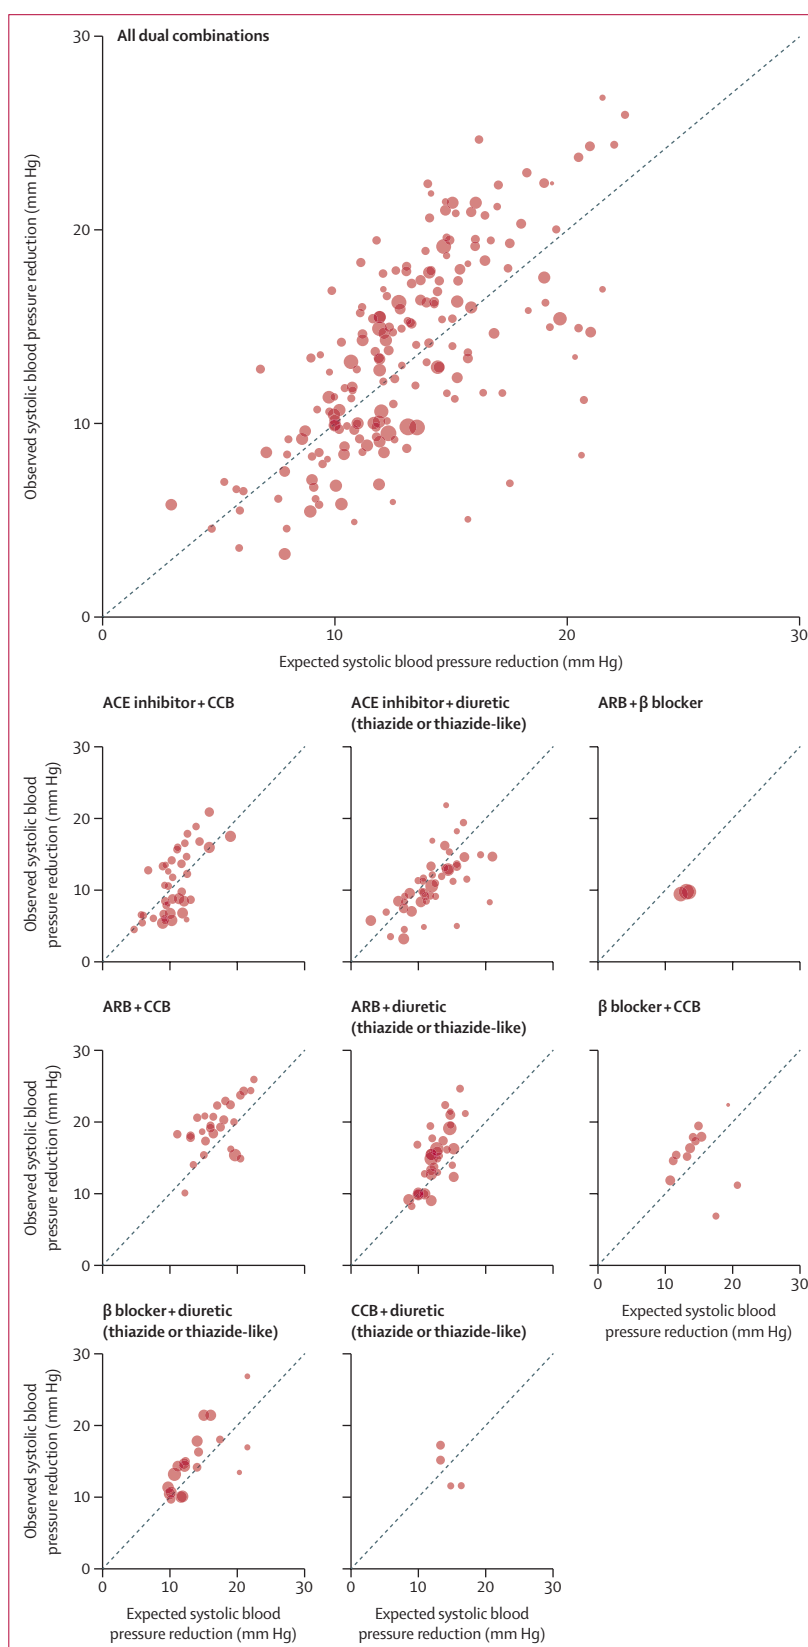 All dual combinations
Observed systolic blood pressure reduction (mm Hg)
30
20
10
0
0
10
20
30
Expected systolic blood pressure reduction (mm Hg)
ACE inhibitor + CCB
Observed systolic blood
pressure reduction (mm Hg)
30
20
10
0
ACE inhibitor + diuretic
(thiazide or thiazide-like)
ARB + β blocker
ARB + CCB
Observed systolic blood
pressure reduction (mm Hg)
30
20
10
0
ARB + diuretic
(thiazide or thiazide-like)
β blocker + CCB
0
10
20
30
Expected systolic blood
pressure reduction (mm Hg)
β blocker + diuretic
(thiazide or thiazide-like)
Observed systolic blood
pressure reduction (mm Hg)
30
20
10
0
0
10
20
30
Expected systolic blood
pressure reduction (mm Hg)
CCB + diuretic
(thiazide or thiazide-like)
0
10
20
30
Expected systolic blood
pressure reduction (mm Hg)